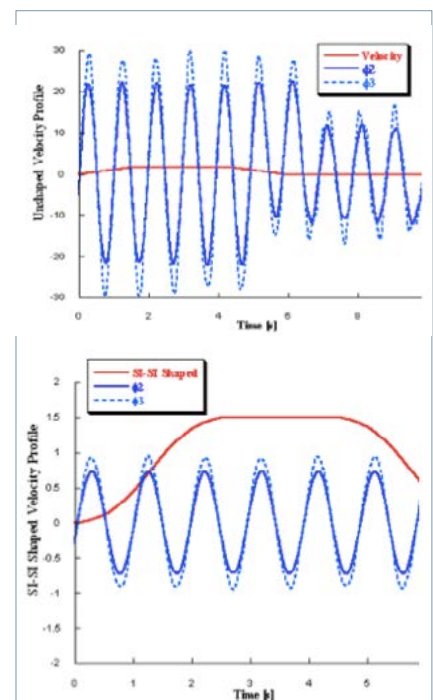 30
20
10
0
-10
-20
-30
Unshaped Velocity Profile
Velocity
ϕ2
ϕ3
0 2 4 6 8
Time [s]
2
1.5
1
0.5
0
-0.5
-1
-1.5
-2
SI-SI Shaped Velocity Profile
SI-SI Shaped
ϕ2
ϕ3
0 1 2 3 4 5
Time [s]